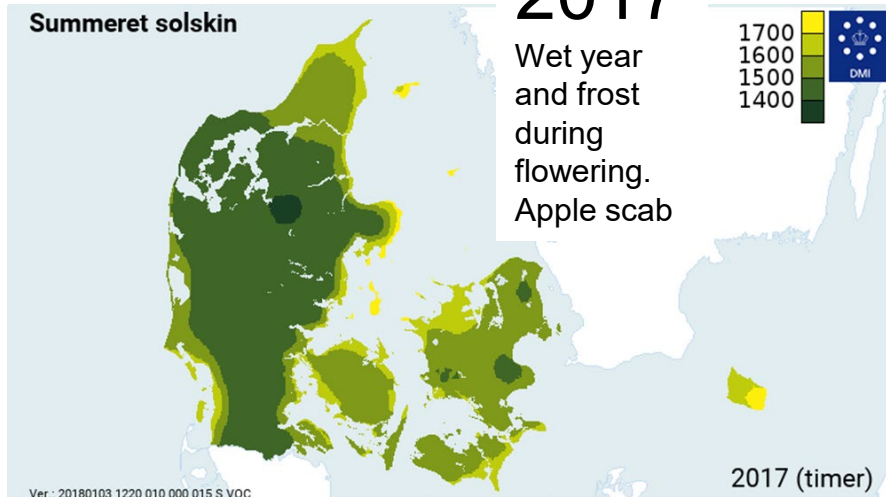 Summeret solskin
2017
Wet year
and frost
during
flowering.
Apple scab
1700
1600
1500
1400
DMI
2017 (timer)
Ver.: 20180103 1220 010 000 015 S VOC